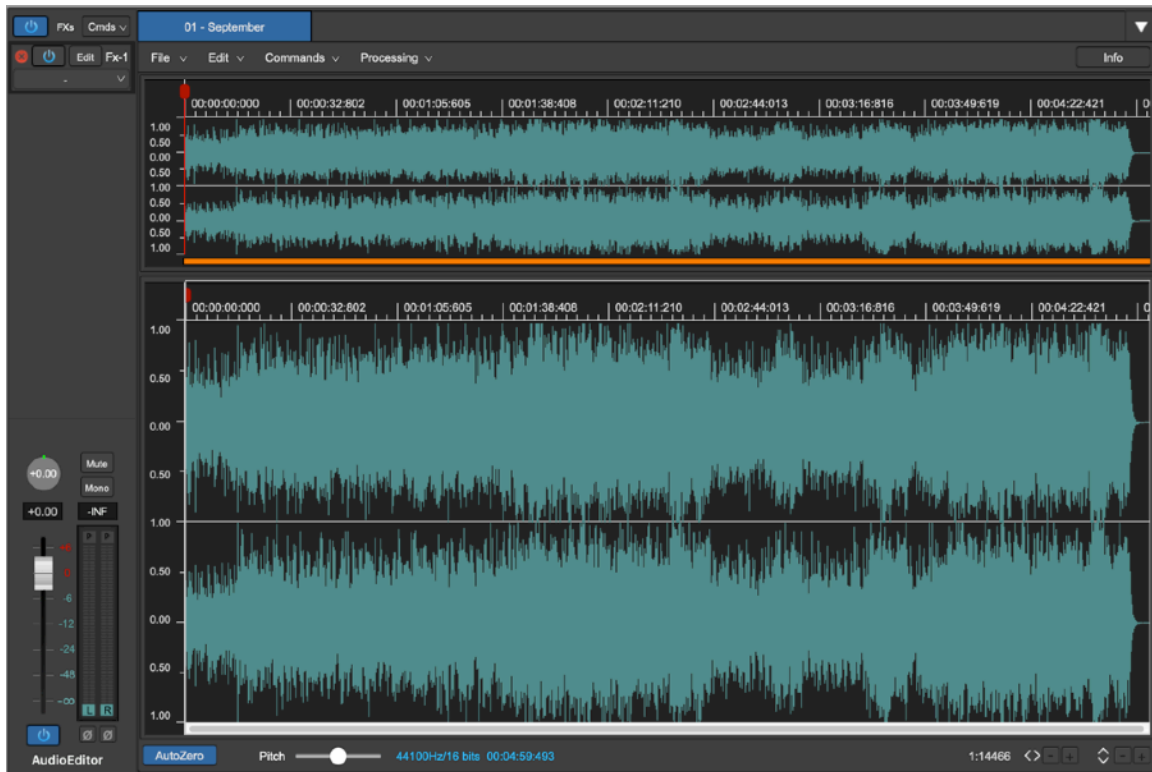 FXs Cmds 01 - September
Edit Fx-1 File Edit Commands Processing Info
-
00:00:00:000 00:00:32:802 00:01:05:605 00:01:38:408 00:02:11:210 00:02:44:013 00:03:16:816 00:03:49:619 00:04:22:421 0
1.00
0.50
0.00
0.50
1.00
0.50
0.00
0.50
1.00
00:00:00:000 00:00:32:802 00:01:05:605 00:01:38:408 00:02:11:210 00:02:44:013 00:03:16:816 00:03:49:619 00:04:22:421 0
1.00
0.50
0.00
0.50
1.00
0.50
0.00
0.50
1.00
+0.00 Mute
Mono
+0.00 -INF
P P
-6
-12
-24
-48
-∞
L R
Ø Ø
AudioEditor
AutoZero Pitch 44100Hz/16 bits 00:04:59:493 1:14466 <> - + - +